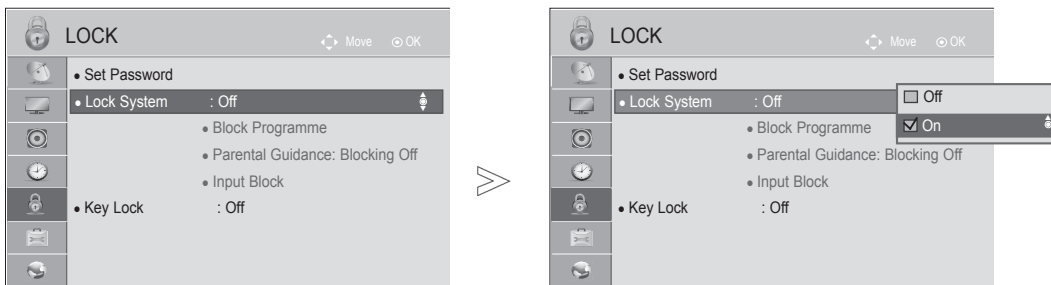 LOCK
Move OK
• Set Password
• Lock System : Off
• Block Programme
• Parental Guidance: Blocking Off
• Input Block
• Key Lock : Off
LOCK
Move OK
• Set Password
• Lock System : Off
Off
• Block Programme
On
• Parental Guidance: Blocking Off
• Input Block
• Key Lock : Off